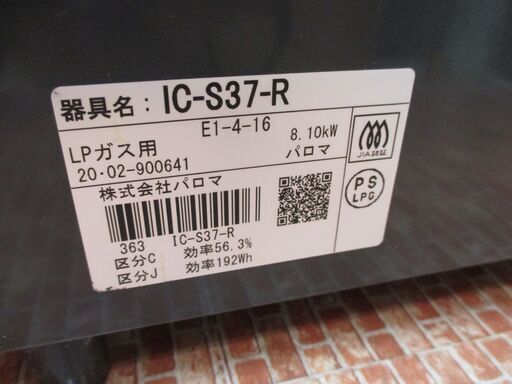 器具名：IC-S37-R
E1-4-16
LPガス用 8.10kW
20·02-900641 パロマ
株式会社パロマ
JIA認証
PS
LPG
363 IC-S37-R
区分C 効率56.3%
区分J 効率192Wh